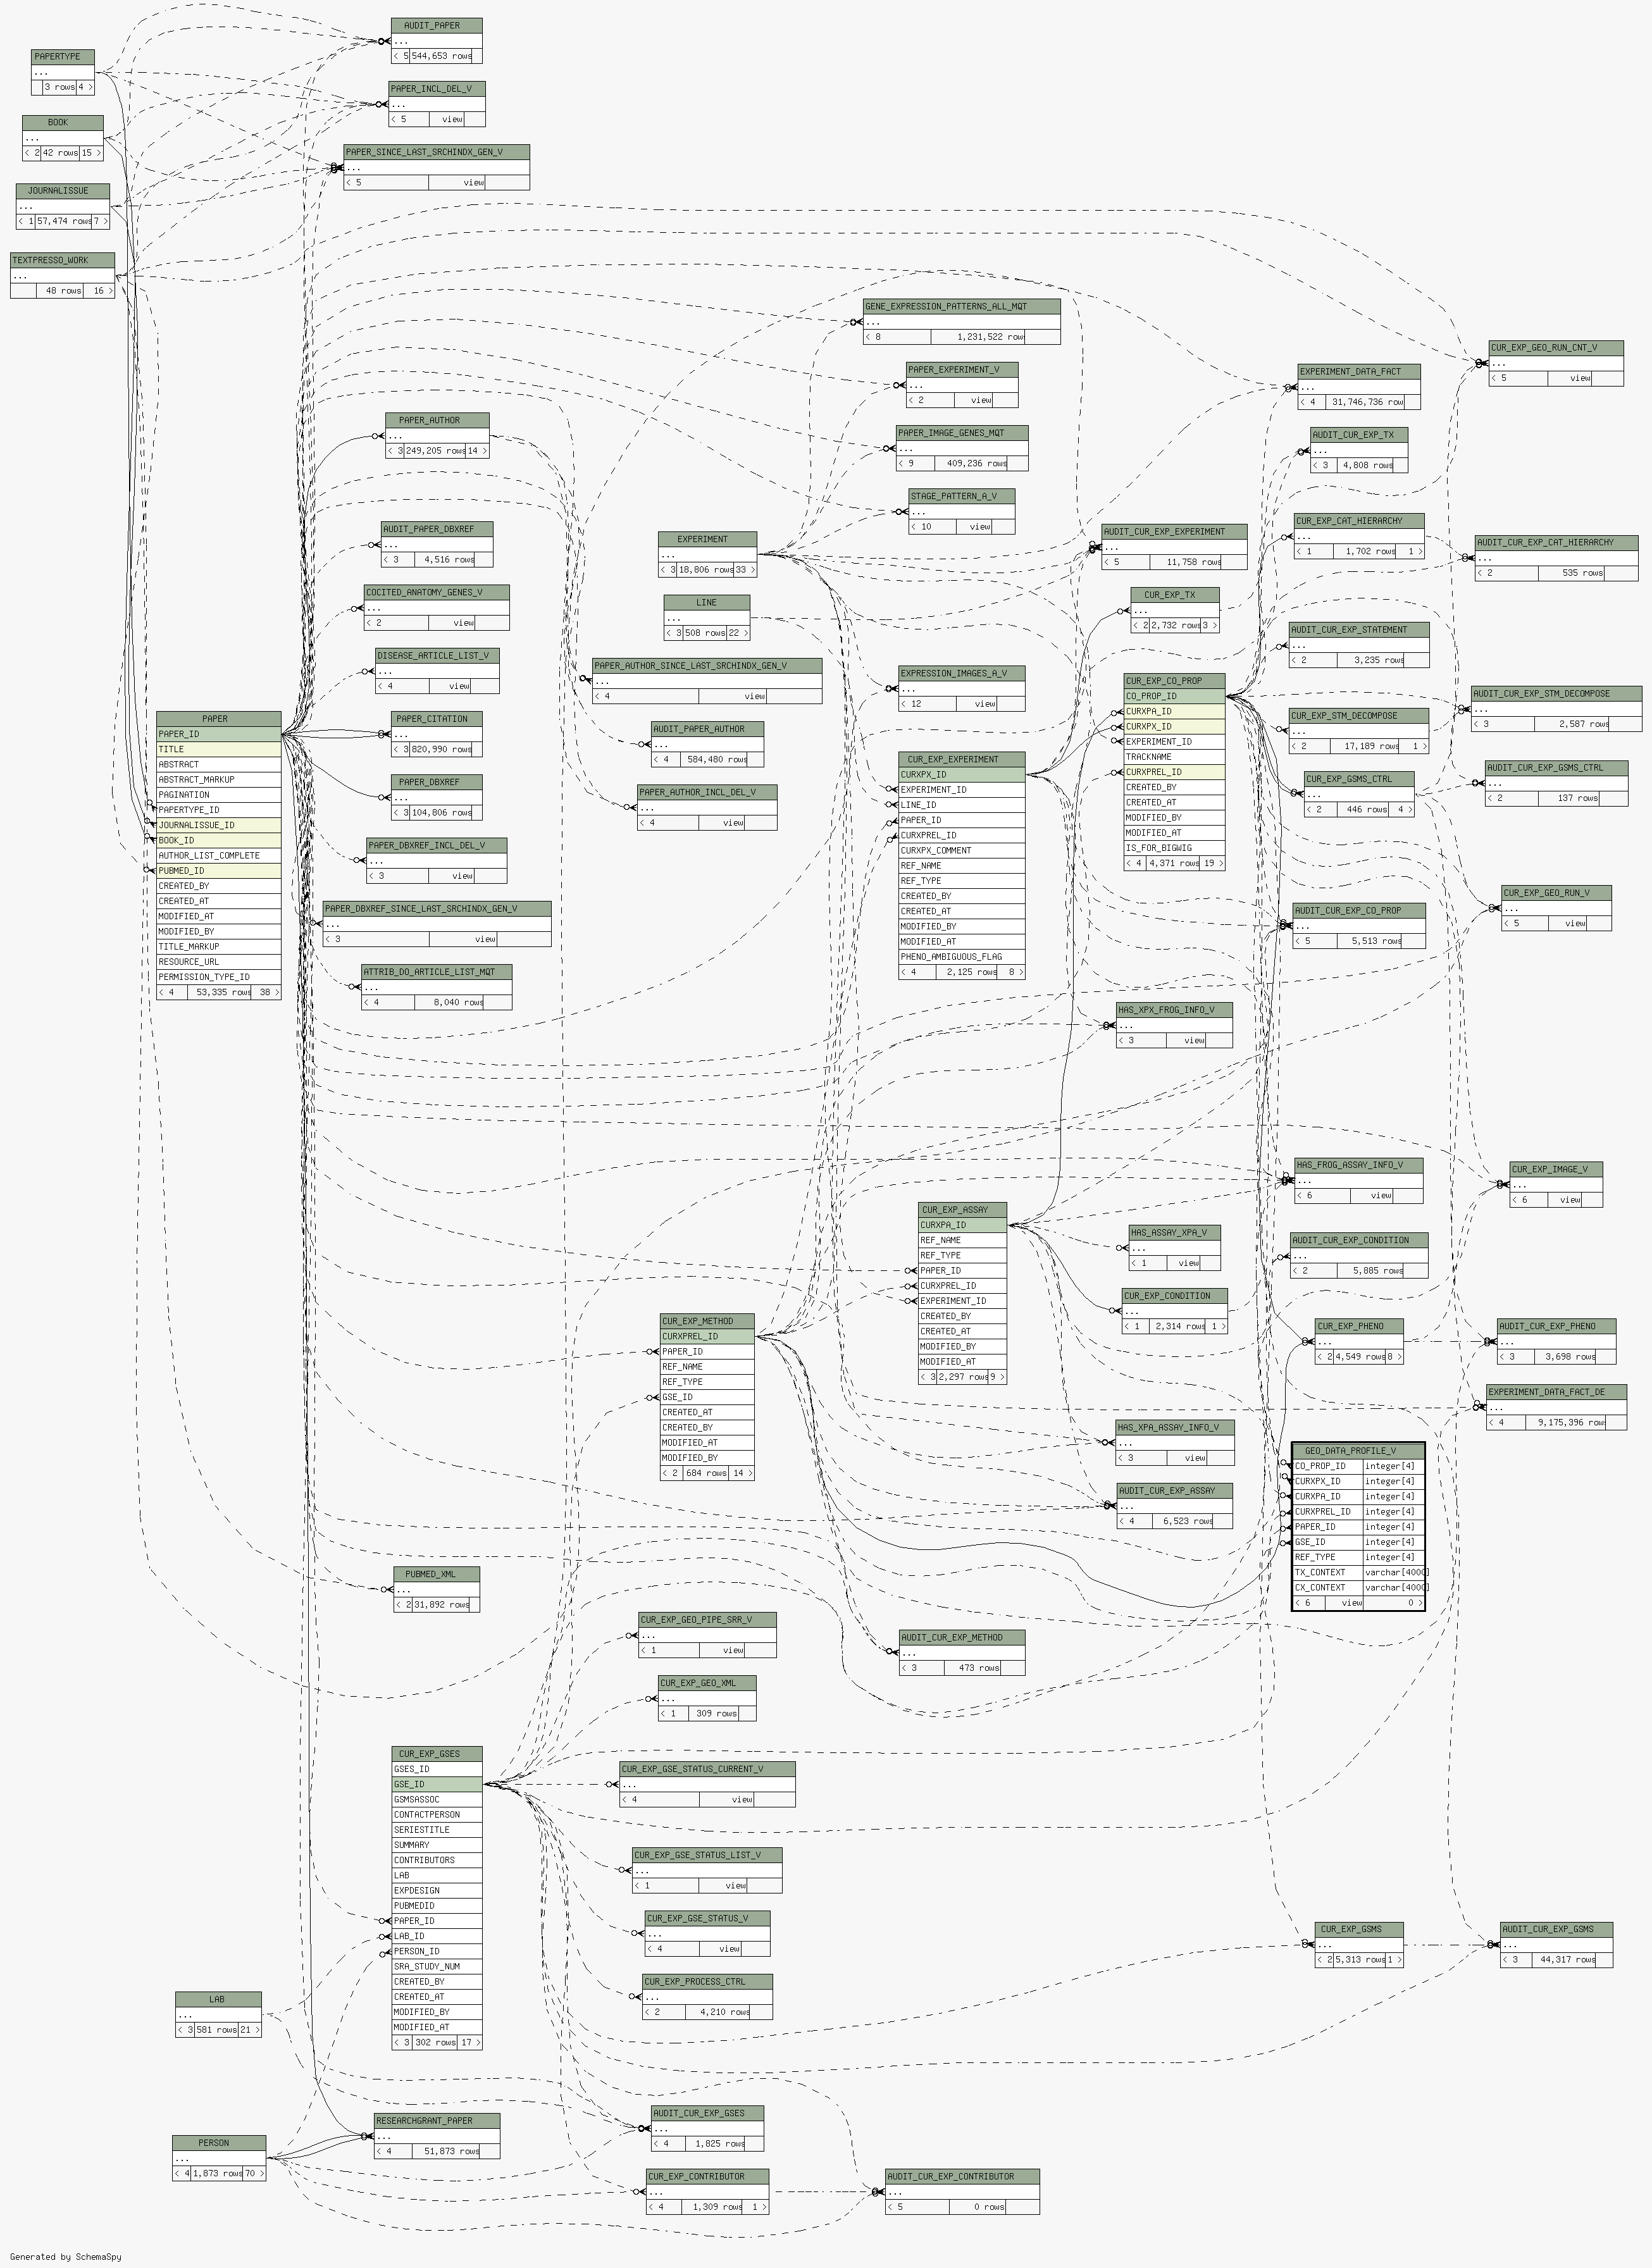 AUDIT_PAPER
...
< 5 544,653 rows
PAPERTYPE
...
3 rows 4 >
PAPER_INCL_DEL_V
...
< 5 view
BOOK
...
< 2 42 rows 15 >
PAPER_SINCE_LAST_SRCHINDX_GEN_V
...
< 5 view
JOURNALISSUE
...
< 1 57,474 rows 7 >
TEXTPRESSO_WORK
...
48 rows 16 >
GENE_EXPRESSION_PATTERNS_ALL_MQT
...
< 8 1,231,522 rows
CUR_EXP_GEO_RUN_CNT_V
...
< 5 view
PAPER_EXPERIMENT_V
...
< 2 view
EXPERIMENT_DATA_FACT
...
< 4 31,746,736 row
PAPER_AUTHOR
...
< 3 249,205 rows 14 >
PAPER_IMAGE_GENES_MQT
...
< 9 409,236 rows
AUDIT_CUR_EXP_TX
...
< 3 4,808 rows
STAGE_PATTERN_A_V
...
< 10 view
AUDIT_PAPER_DBXREF
...
< 3 4,516 rows
EXPERIMENT
...
< 3 18,806 rows 33 >
AUDIT_CUR_EXP_EXPERIMENT
...
< 5 11,758 rows
CUR_EXP_CAT_HIERARCHY
...
< 1 1,702 rows 1 >
AUDIT_CUR_EXP_CAT_HIERARCHY
...
< 2 535 rows
COCITED_ANATOMY_GENES_V
...
< 2 view
LINE
...
< 3 508 rows 22 >
CUR_EXP_TX
...
< 2 2,732 rows 3 >
AUDIT_CUR_EXP_STATEMENT
...
< 2 3,235 rows
DISEASE_ARTICLE_LIST_V
...
< 4 view
PAPER_AUTHOR_SINCE_LAST_SRCHINDX_GEN_V
...
< 4 view
EXPRESSION_IMAGES_A_V
...
< 12 view
CUR_EXP_CO_PROP
CO_PROP_ID
CURXPA_ID
CURXPX_ID
EXPERIMENT_ID
TRACKNAME
CURXPREL_ID
CREATED_BY
CREATED_AT
MODIFIED_BY
MODIFIED_AT
IS_FOR_BIGWIG
< 4 4,371 rows 19 >
AUDIT_CUR_EXP_STM_DECOMPOSE
...
< 3 2,587 rows
CUR_EXP_STM_DECOMPOSE
...
< 2 17,189 rows 1 >
PAPER
PAPER_ID
TITLE
ABSTRACT
ABSTRACT_MARKUP
PAGINATION
PAPERTYPE_ID
JOURNALISSUE_ID
BOOK_ID
AUTHOR_LIST_COMPLETE
PUBMED_ID
CREATED_BY
CREATED_AT
MODIFIED_AT
MODIFIED_BY
TITLE_MARKUP
RESOURCE_URL
PERMISSION_TYPE_ID
< 4 53,335 rows 38 >
PAPER_CITATION
...
< 3 820,990 rows
AUDIT_PAPER_AUTHOR
...
< 4 584,480 rows
PAPER_DBXREF
...
< 3 104,806 rows
PAPER_AUTHOR_INCL_DEL_V
...
< 4 view
CUR_EXP_EXPERIMENT
CURXPX_ID
EXPERIMENT_ID
LINE_ID
PAPER_ID
CURXPREL_ID
CURXPX_COMMENT
REF_NAME
REF_TYPE
CREATED_BY
CREATED_AT
MODIFIED_BY
MODIFIED_AT
PHENO_AMBIGUOUS_FLAG
< 4 2,125 rows 8 >
CUR_EXP_GSMS_CTRL
...
< 2 446 rows 4 >
AUDIT_CUR_EXP_GSMS_CTRL
...
< 2 137 rows
PAPER_DBXREF_INCL_DEL_V
...
< 3 view
PAPER_DBXREF_SINCE_LAST_SRCHINDX_GEN_V
...
< 3 view
AUDIT_CUR_EXP_CO_PROP
...
< 5 5,513 rows
CUR_EXP_GEO_RUN_V
...
< 5 view
ATTRIB_DO_ARTICLE_LIST_MQT
...
< 4 8,040 rows
HAS_XPX_FROG_INFO_V
...
< 3 view
HAS_FROG_ASSAY_INFO_V
...
< 6 view
CUR_EXP_IMAGE_V
...
< 6 view
CUR_EXP_ASSAY
CURXPA_ID
REF_NAME
REF_TYPE
PAPER_ID
CURXPREL_ID
EXPERIMENT_ID
CREATED_BY
CREATED_AT
MODIFIED_BY
MODIFIED_AT
< 3 2,297 rows 9 >
HAS_ASSAY_XPA_V
...
< 1 view
AUDIT_CUR_EXP_CONDITION
...
< 2 5,885 rows
CUR_EXP_CONDITION
...
< 1 2,314 rows 1 >
CUR_EXP_METHOD
CURXPREL_ID
PAPER_ID
REF_NAME
REF_TYPE
GSE_ID
CREATED_AT
CREATED_BY
MODIFIED_AT
MODIFIED_BY
< 2 684 rows 14 >
CUR_EXP_PHENO
...
< 2 4,549 rows 8 >
AUDIT_CUR_EXP_PHENO
...
< 3 3,698 rows
EXPERIMENT_DATA_FACT_DE
...
< 4 9,175,396 row
HAS_XPA_ASSAY_INFO_V
...
< 3 view
GEO_DATA_PROFILE_V
CO_PROP_ID integer[4]
CURXPX_ID integer[4]
CURXPA_ID integer[4]
CURXPREL_ID integer[4]
PAPER_ID integer[4]
GSE_ID integer[4]
REF_TYPE integer[4]
TX_CONTEXT varchar[4000]
CX_CONTEXT varchar[4000]
< 6 view 0 >
AUDIT_CUR_EXP_ASSAY
...
< 4 6,523 rows
PUBMED_XML
...
< 2 31,892 rows
CUR_EXP_GEO_PIPE_SRR_V
...
< 1 view
AUDIT_CUR_EXP_METHOD
...
< 3 473 rows
CUR_EXP_GEO_XML
...
< 1 309 rows
CUR_EXP_GSES
GSES_ID
GSE_ID
GSMSASSOC
CONTACTPERSON
SERIESTITLE
SUMMARY
CONTRIBUTORS
LAB
EXPDESIGN
PUBMEDID
PAPER_ID
LAB_ID
PERSON_ID
SRA_STUDY_NUM
CREATED_BY
CREATED_AT
MODIFIED_BY
MODIFIED_AT
< 3 302 rows 17 >
CUR_EXP_GSE_STATUS_CURRENT_V
...
< 4 view
CUR_EXP_GSE_STATUS_LIST_V
...
< 1 view
CUR_EXP_GSE_STATUS_V
...
< 4 view
CUR_EXP_GSMS
...
< 2 5,313 rows 1 >
AUDIT_CUR_EXP_GSMS
...
< 3 44,317 rows
CUR_EXP_PROCESS_CTRL
...
< 2 4,210 rows
LAB
...
< 3 581 rows 21 >
AUDIT_CUR_EXP_GSES
...
< 4 1,825 rows
RESEARCHGRANT_PAPER
...
< 4 51,873 rows
PERSON
...
< 4 1,873 rows 70 >
CUR_EXP_CONTRIBUTOR
...
< 4 1,309 rows 1 >
AUDIT_CUR_EXP_CONTRIBUTOR
...
< 5 0 rows
Generated by SchemaSpy